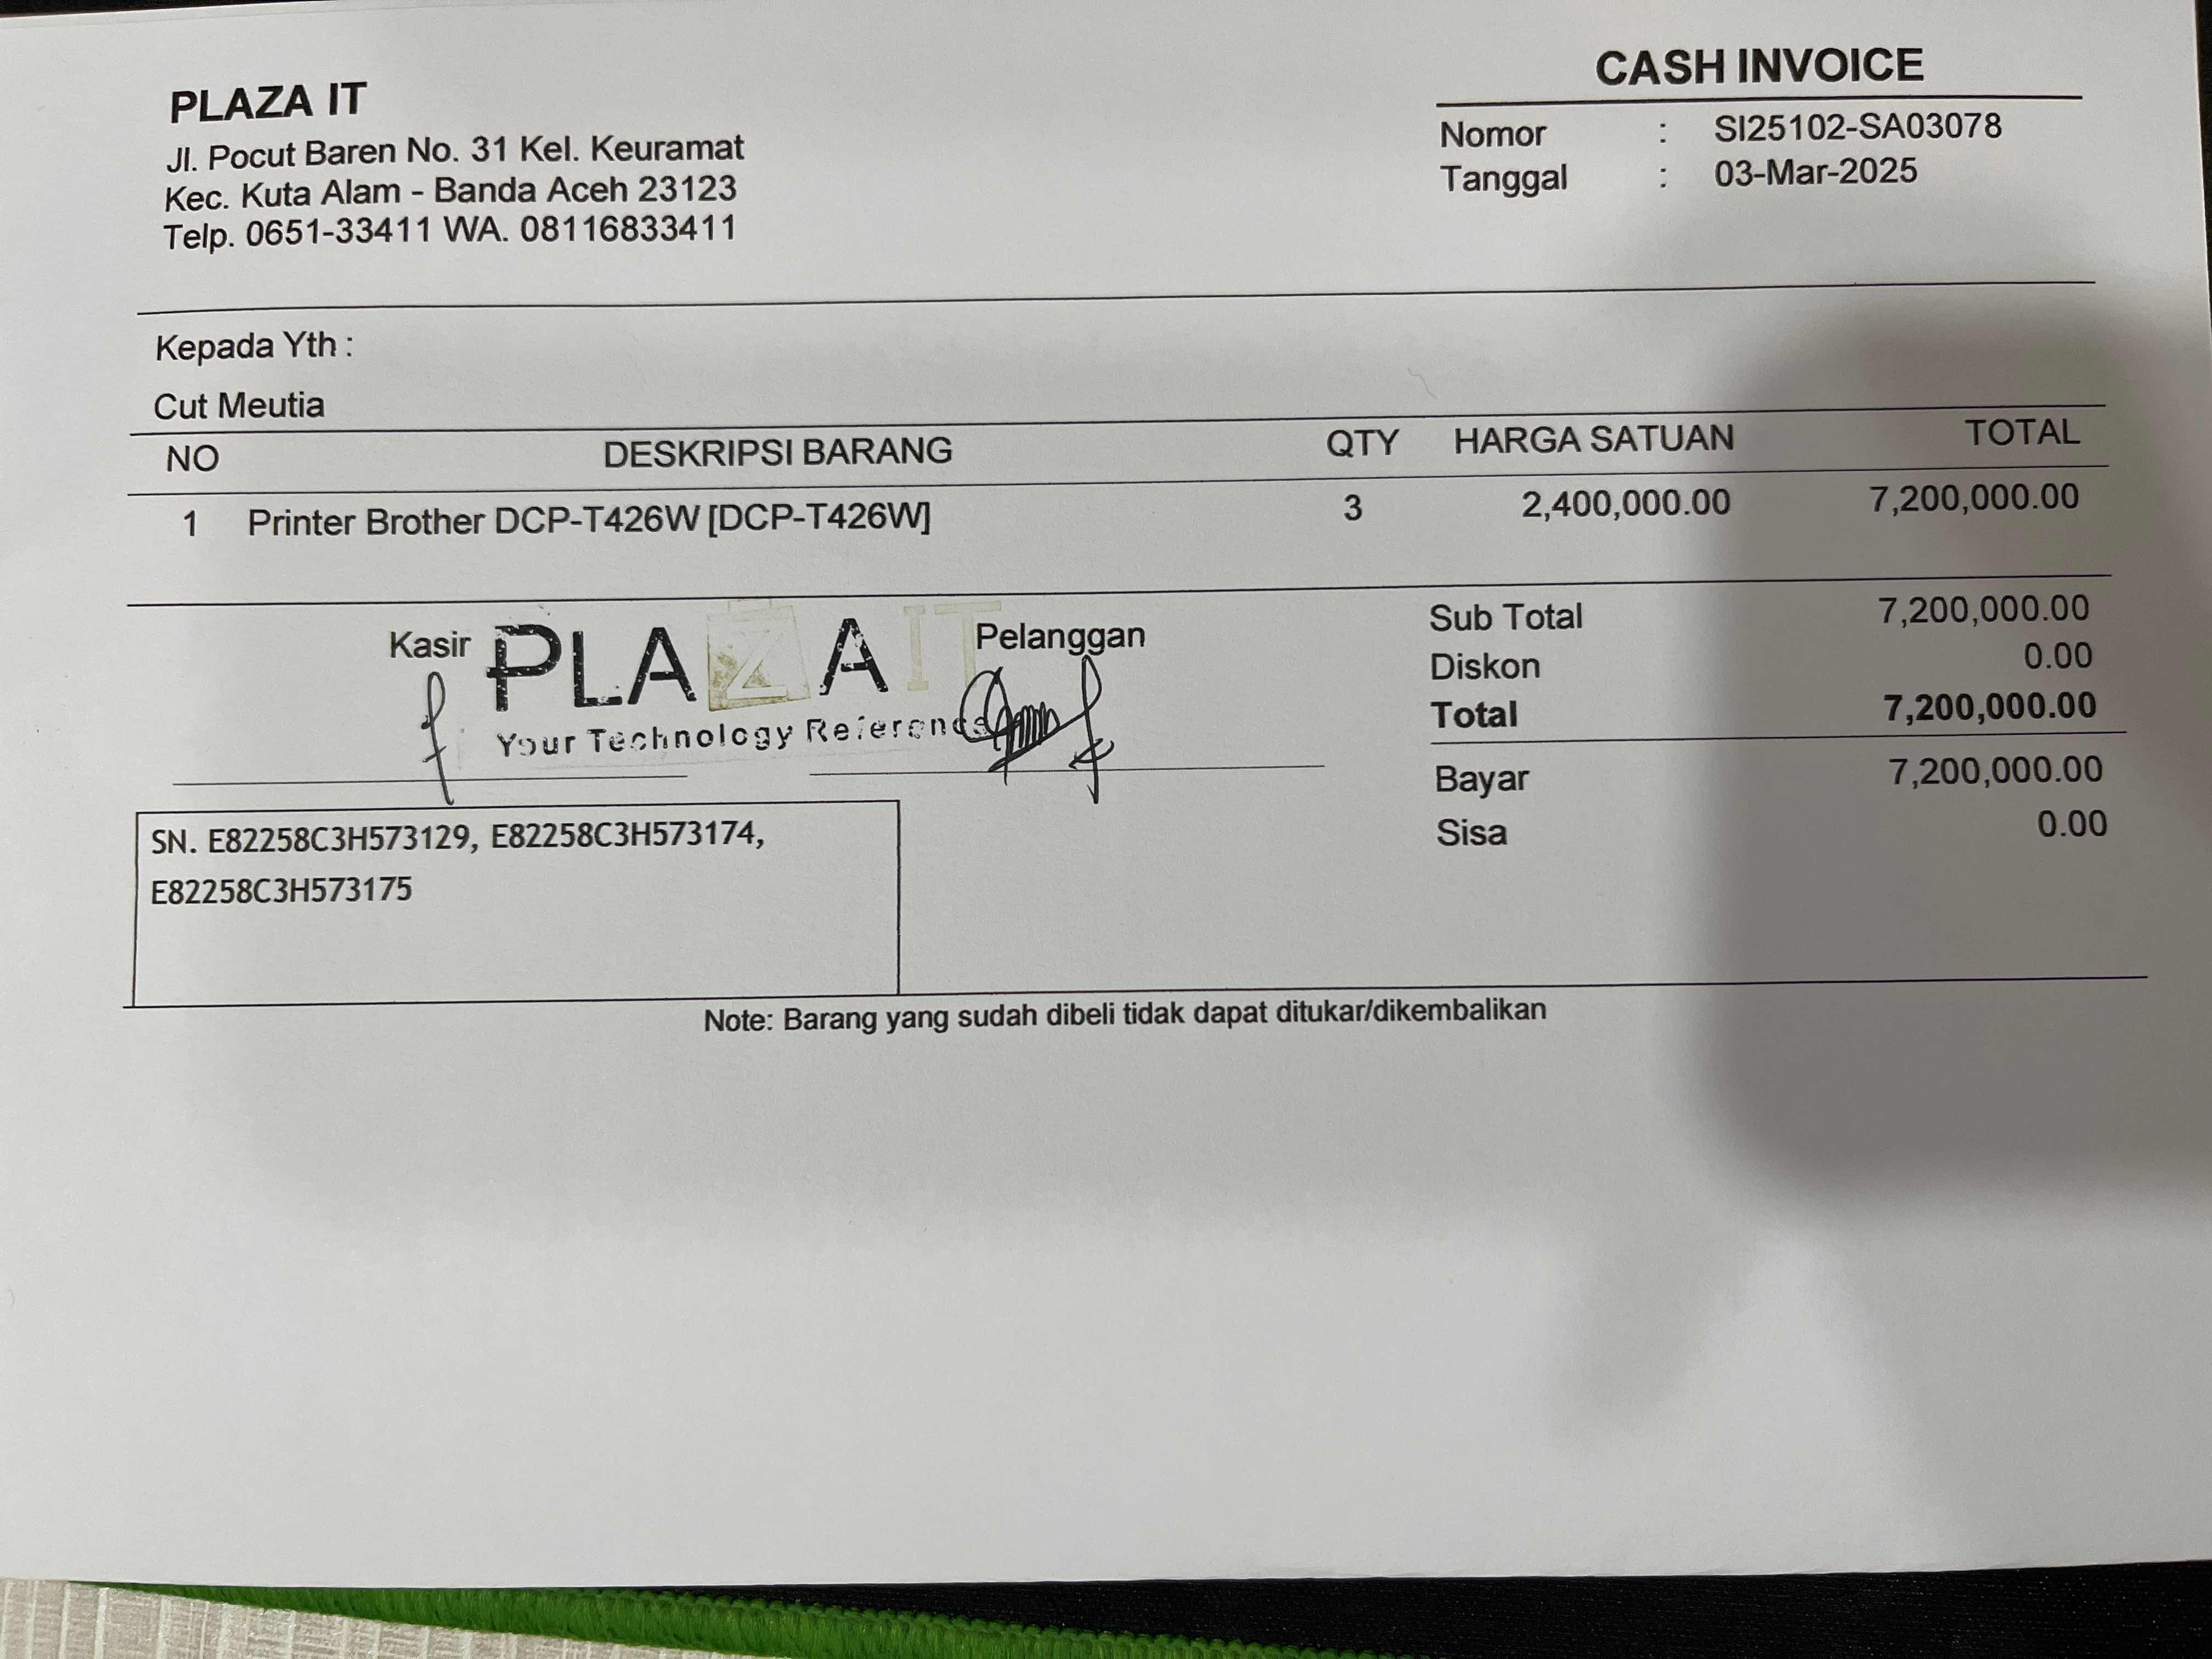 PLAZA IT
Jl. Pocut Baren No. 31 Kel. Keuramat
Kec. Kuta Alam - Banda Aceh 23123
Telp. 0651-33411 WA. 08116833411
CASH INVOICE
Nomor : SI25102-SA03078
Tanggal : 03-Mar-2025
Kepada Yth :
Cut Meutia
NO DESKRIPSI BARANG QTY HARGA SATUAN TOTAL
1 Printer Brother DCP-T426W [DCP-T426W] 3 2,400,000.00 7,200,000.00
Kasir Pelanggan
PLAZA IT
Your Technology Reference
Sub Total 7,200,000.00
Diskon 0.00
Total 7,200,000.00
Bayar 7,200,000.00
Sisa 0.00
SN. E82258C3H573129, E82258C3H573174,
E82258C3H573175
Note: Barang yang sudah dibeli tidak dapat ditukar/dikembalikan